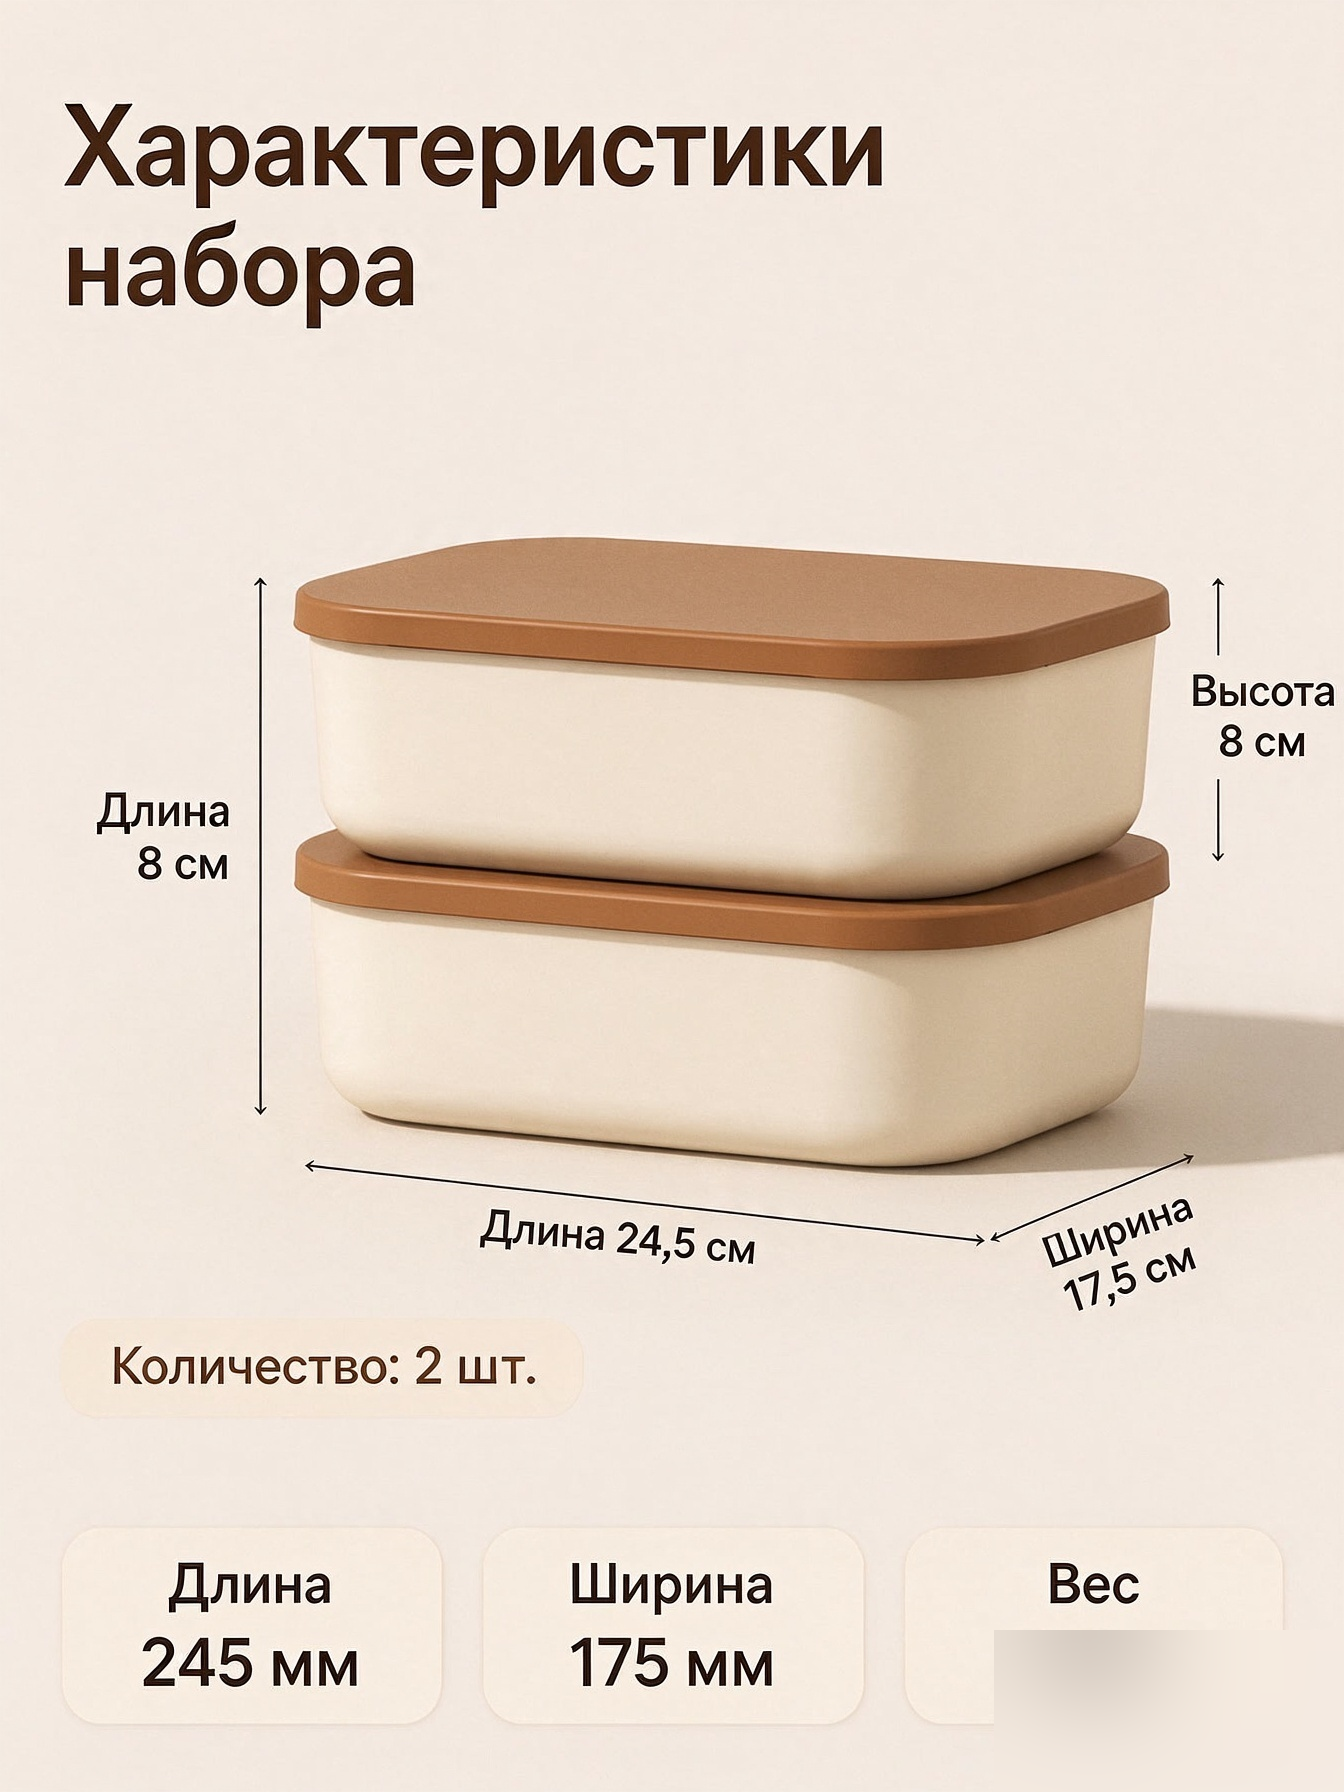 Характеристики
набора
Высота
8 см
Длина
8 см
Длина 24,5 см
Ширина
17,5 см
Количество: 2 шт.
Длина
245 мм
Ширина
175 мм
Вес